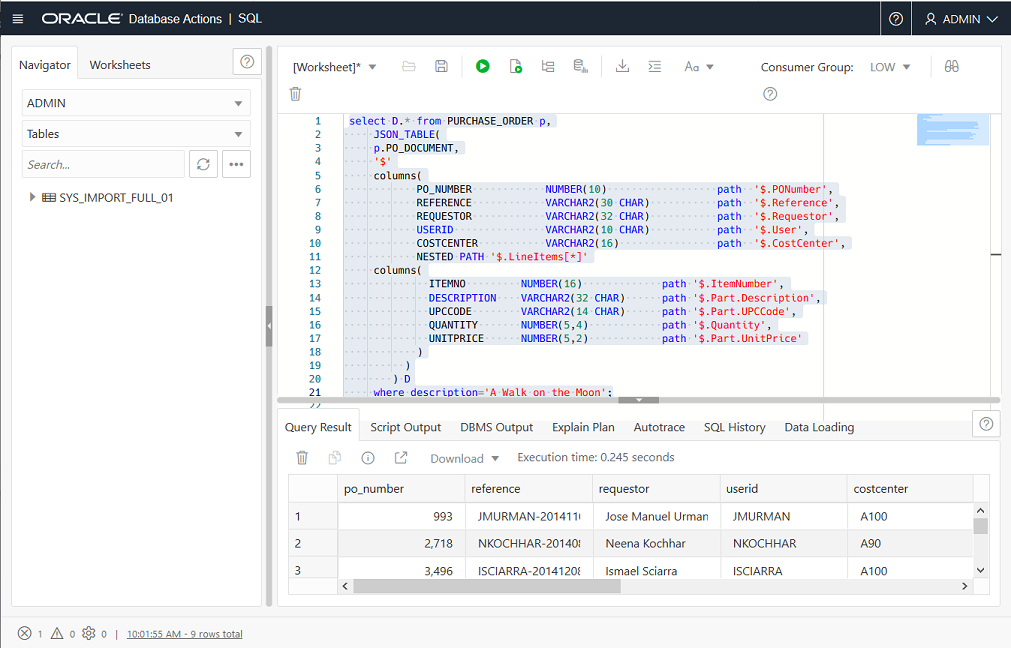 ORACLE Database Actions | SQL
ADMIN
Navigator Worksheets
ADMIN
Tables
Search...
SYS_IMPORT_FULL_01
[Worksheet]* Aa Consumer Group: LOW
1 select D.* from PURCHASE_ORDER p,
2 JSON_TABLE(
3 p.PO_DOCUMENT,
4 '$'
5 columns(
6 PO_NUMBER NUMBER(10) path '$.PONumber',
7 REFERENCE VARCHAR2(30 CHAR) path '$.Reference',
8 REQUESTOR VARCHAR2(32 CHAR) path '$.Requestor',
9 USERID VARCHAR2(10 CHAR) path '$.User',
10 COSTCENTER VARCHAR2(16) path '$.CostCenter',
11 NESTED PATH '$.LineItems[*]'
12 columns(
13 ITEMNO NUMBER(16) path '$.ItemNumber',
14 DESCRIPTION VARCHAR2(32 CHAR) path '$.Part.Description',
15 UPCCODE VARCHAR2(14 CHAR) path '$.Part.UPCCode',
16 QUANTITY NUMBER(5,4) path '$.Quantity',
17 UNITPRICE NUMBER(5,2) path '$.Part.UnitPrice'
18 )
19 )
20 ) D
21 where description='A Walk on the Moon';
22
Query Result Script Output DBMS Output Explain Plan Autotrace SQL History Data Loading
Download Execution time: 0.245 seconds
po_number reference requestor userid costcenter
1 993 JMURMAN-201411 Jose Manuel Urman JMURMAN A100
2 2,718 NKOCHHAR-20140 Neena Kochhar NKOCHHAR A90
3 3,496 ISCIARRA-20141208 Ismael Sciarra ISCIARRA A100
1 0 0 | 10:01:55 AM - 9 rows total